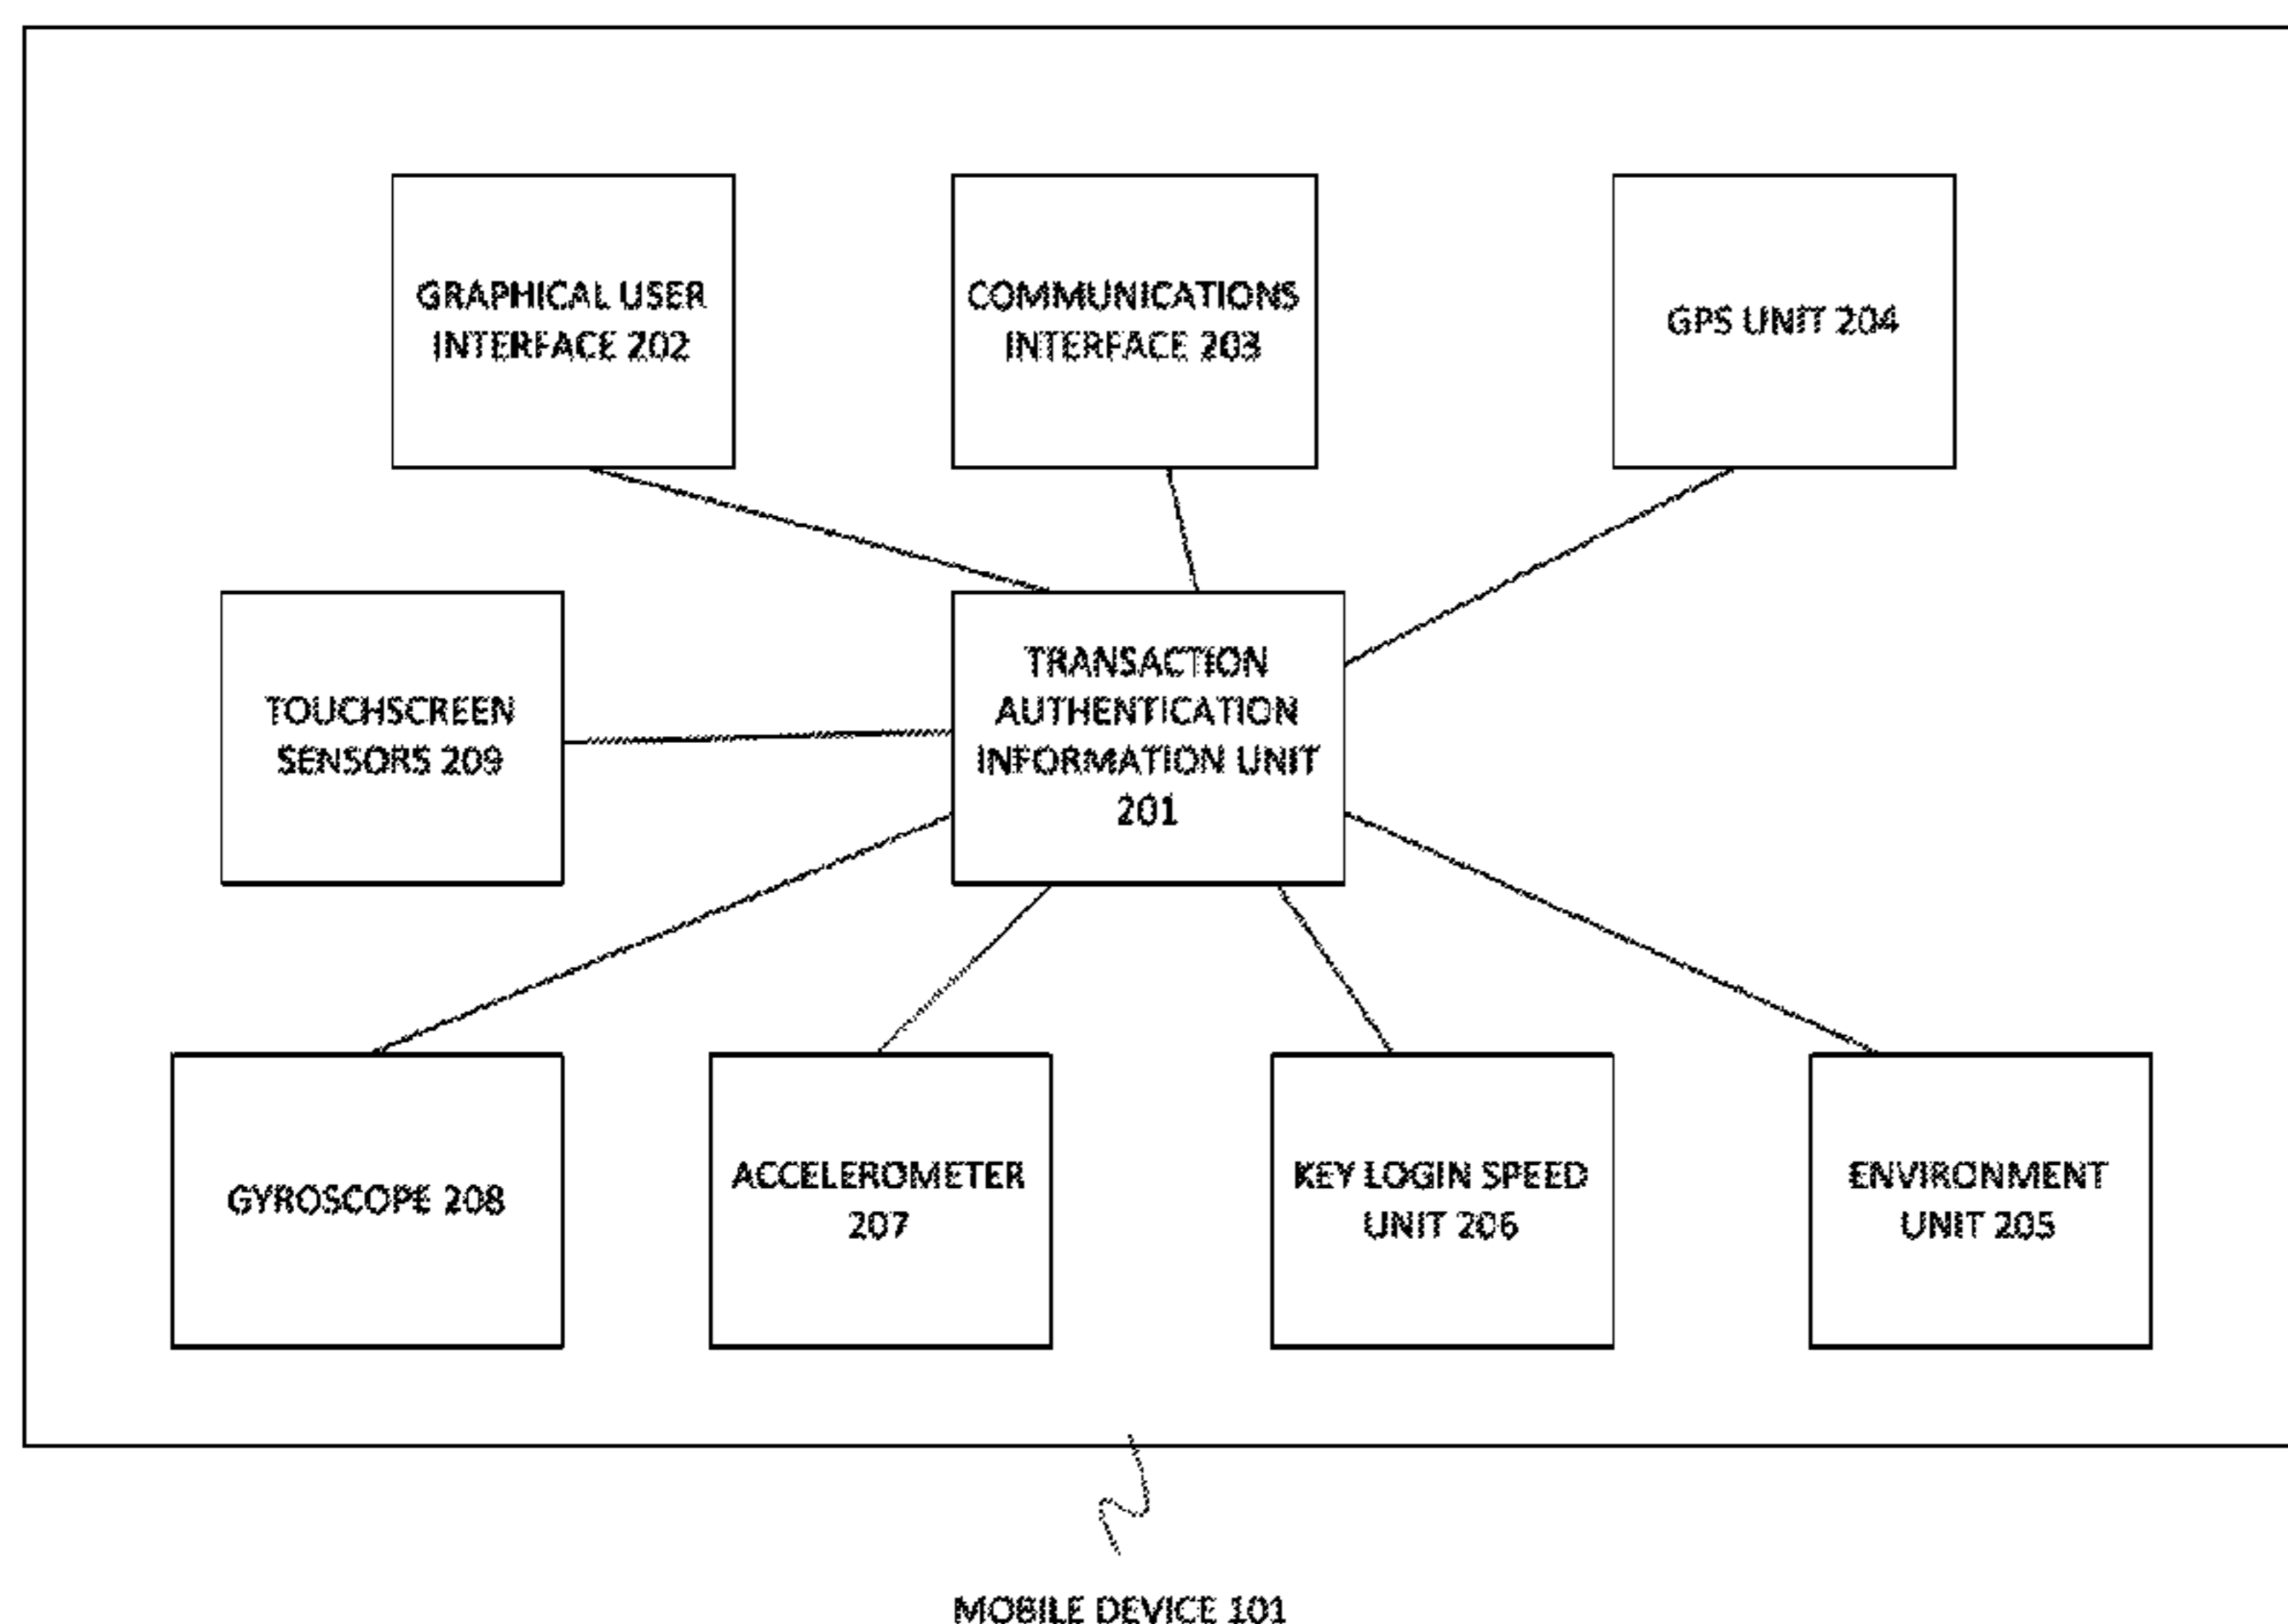 GRAPHICAL USER
INTERFACE 202
COMMUNICATIONS
INTERFACE 203
GPS UNIT 204
TOUCHSCREEN
SENSORS 209
TRANSACTION
AUTHENTICATION
INFORMATION UNIT
201
GYROSCOPE 208
ACCELEROMETER
207
KEY LOGIN SPEED
UNIT 206
ENVIRONMENT
UNIT 205
MOBILE DEVICE 101